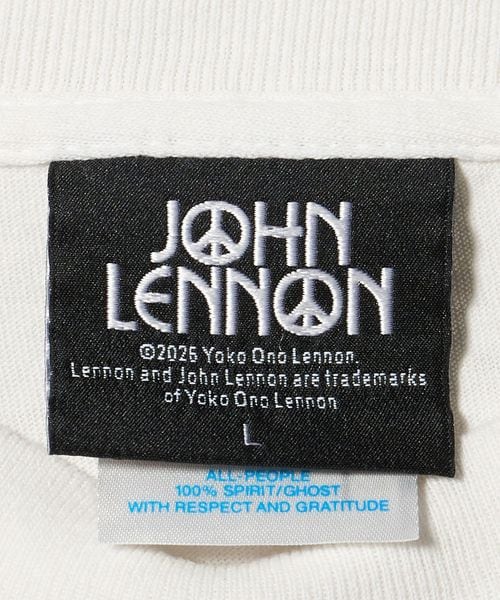 JOHN
LENNON
©2026 Yoko Ono Lennon.
Lennon and John Lennon are trademarks
of Yoko Ono Lennon
L
ALL PEOPLE
100% SPIRIT/GHOST
WITH RESPECT AND GRATITUDE